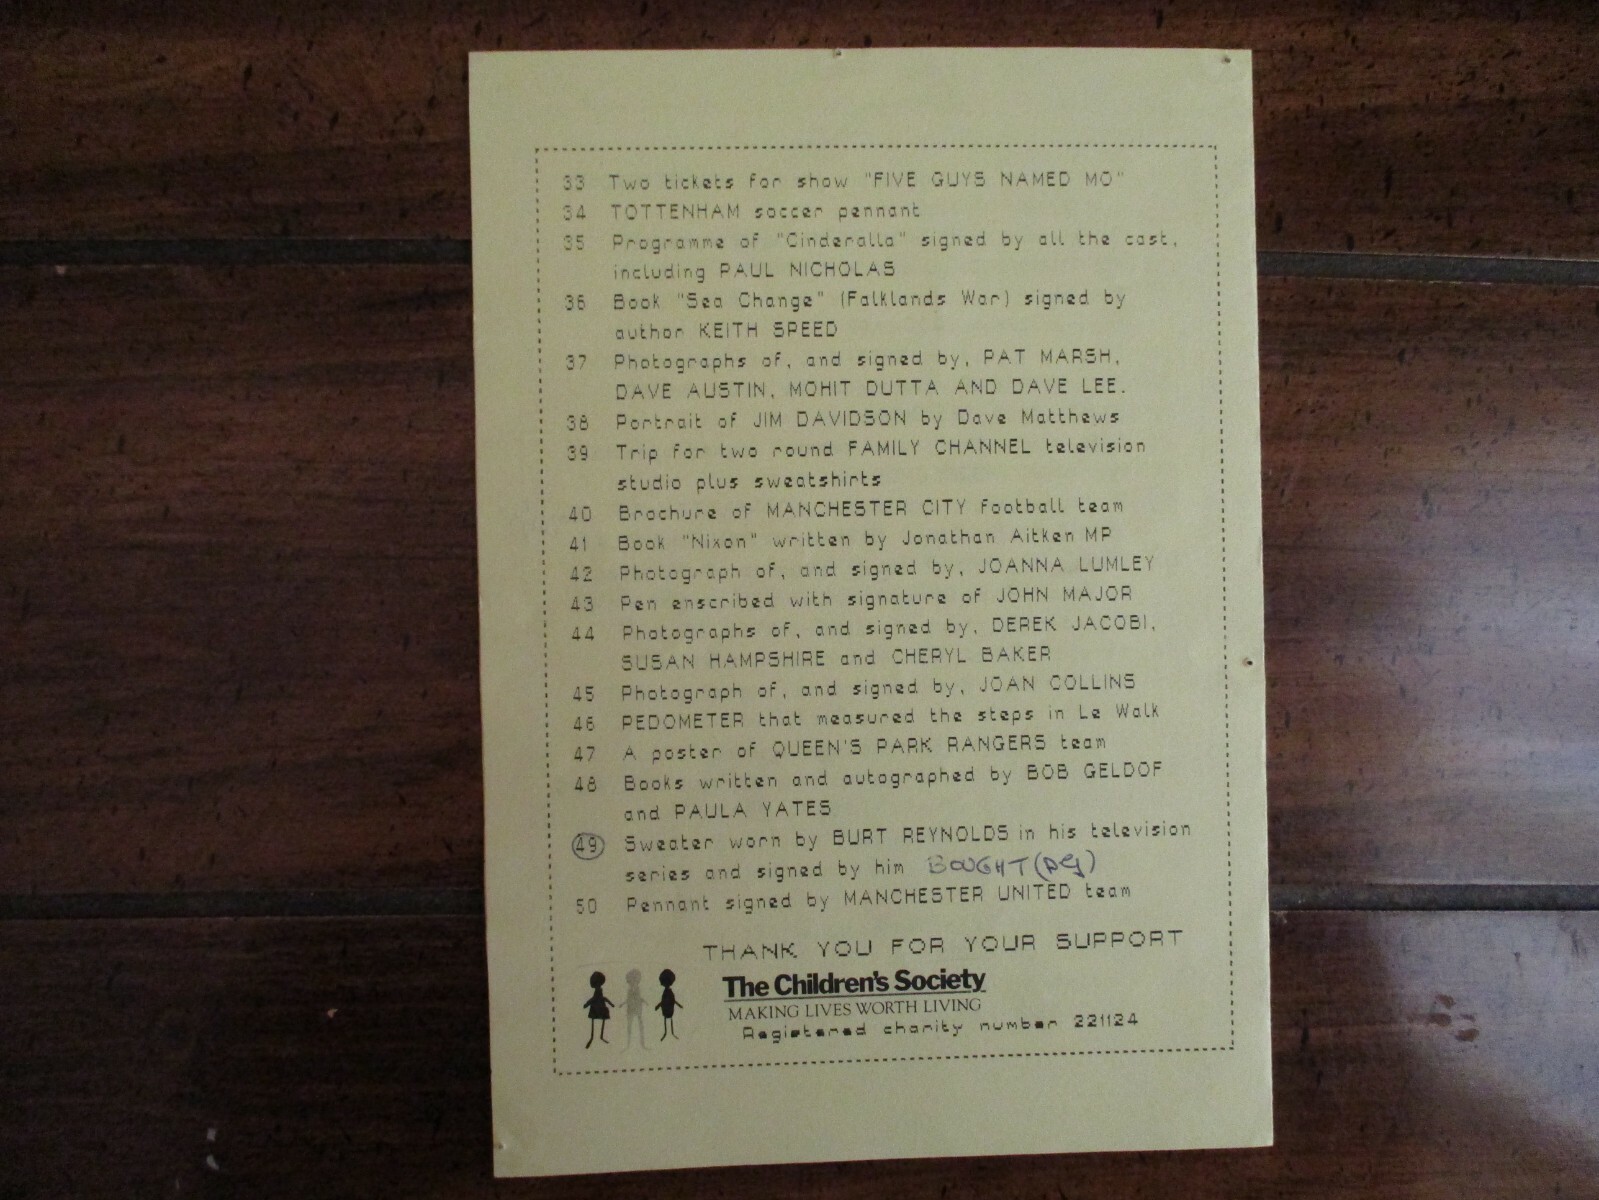 33 Two tickets for show "FIVE GUYS NAMED MO"
34 TOTTENHAM soccer pennant
35 Programme of "Cinderalla" signed by all the cast,
including PAUL NICHOLAS
36 Book "Sea Change" (Falklands War) signed by
author KEITH SPEED
37 Photographs of, and signed by, PAT MARSH,
DAVE AUSTIN, MOHIT DUTTA AND DAVE LEE.
38 Portrait of JIM DAVIDSON by Dave Matthews
39 Trip for two round FAMILY CHANNEL television
studio plus sweatshirts
40 Brochure of MANCHESTER CITY football team
41 Book "Nixon" written by Jonathan Aitken MP
42 Photograph of, and signed by, JOANNA LUMLEY
43 Pen enscribed with signature of JOHN MAJOR
44 Photographs of, and signed by, DEREK JACOBI,
SUSAN HAMPSHIRE and CHERYL BAKER
45 Photograph of, and signed by, JOAN COLLINS
46 PEDOMETER that measured the steps in Le Walk
47 A poster of QUEEN'S PARK RANGERS team
48 Books written and autographed by BOB GELDOF
and PAULA YATES
49 Sweater worn by BURT REYNOLDS in his television
series and signed by him BOUGHT
50 Pennant signed by MANCHESTER UNITED team
THANK YOU FOR YOUR SUPPORT
The Children's Society
MAKING LIVES WORTH LIVING
Registered charity number 221124